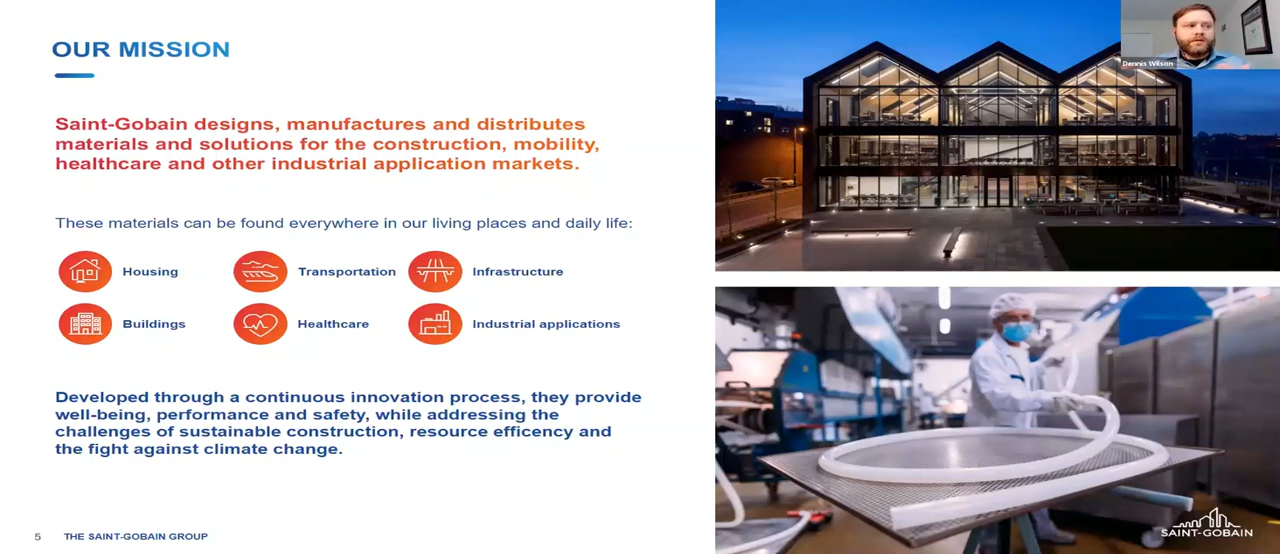 OUR MISSION
Saint-Gobain designs, manufactures and distributes
materials and solutions for the construction, mobility,
healthcare and other industrial application markets.
These materials can be found everywhere in our living places and daily life:
Housing
Transportation
Infrastructure
Buildings
Healthcare
Industrial applications
Developed through a continuous innovation process, they provide
well-being, performance and safety, while addressing the
challenges of sustainable construction, resource efficency and
the fight against climate change.
5 THE SAINT-GOBAIN GROUP
Dennis Wilson
SAINT-GOBAIN